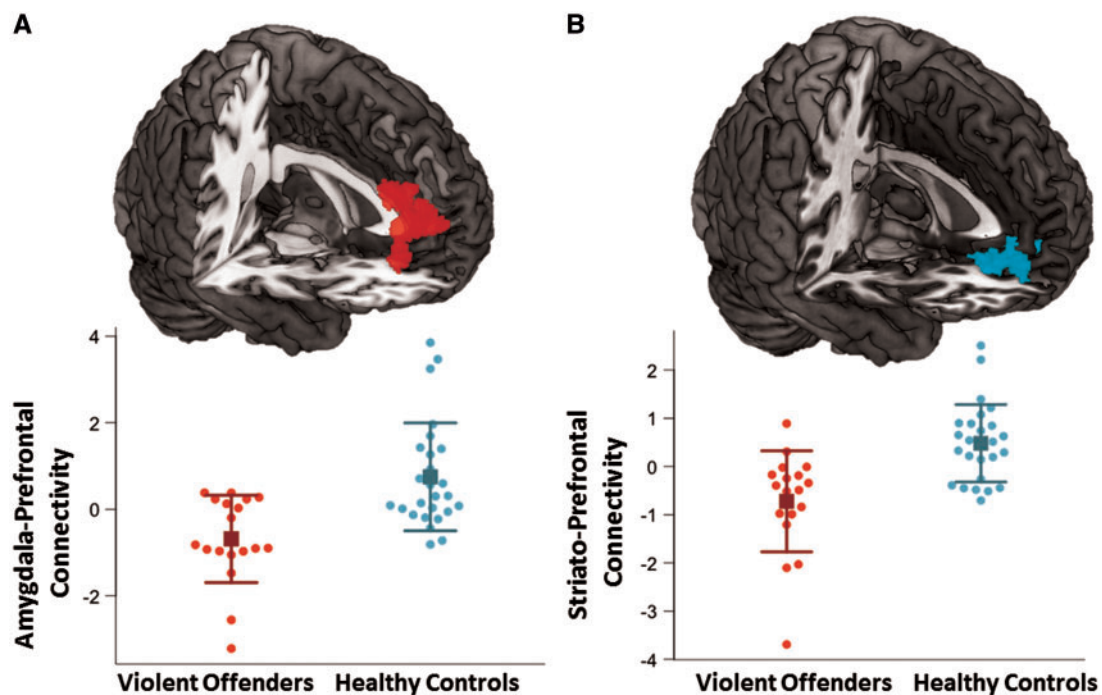 A
B
4
2
0
-2
Amygdala-Prefrontal
Connectivity
Violent Offenders
Healthy Controls
2
1
0
-1
-2
-3
-4
Striato-Prefrontal
Connectivity
Violent Offenders
Healthy Controls